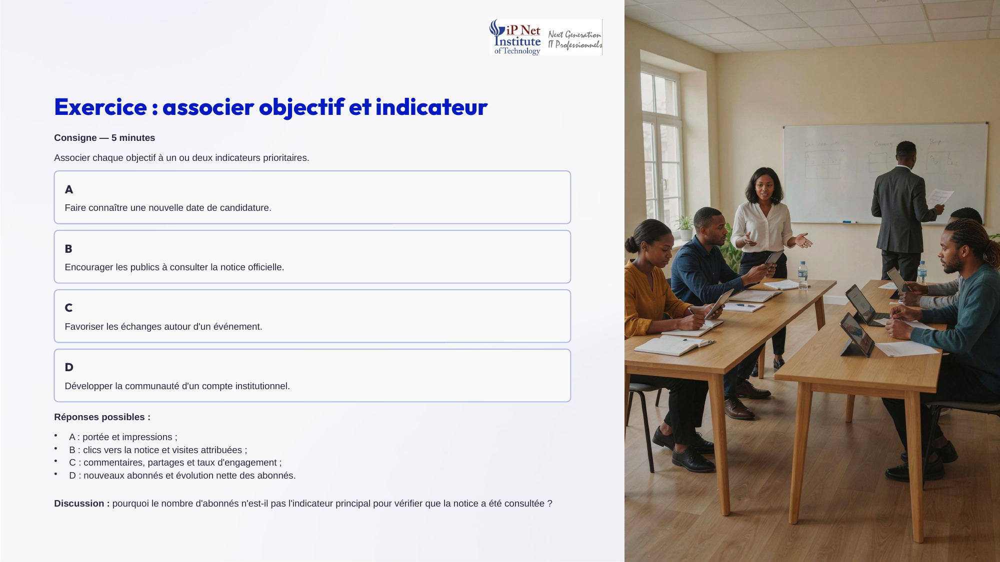 iP Net
Institute
of Technology
Next Generation
IT Professionnels
Exercice : associer objectif et indicateur
Consigne — 5 minutes
Associer chaque objectif à un ou deux indicateurs prioritaires.
A
Faire connaître une nouvelle date de candidature.
B
Encourager les publics à consulter la notice officielle.
C
Favoriser les échanges autour d'un événement.
D
Développer la communauté d'un compte institutionnel.
Réponses possibles :
• A : portée et impressions ;
• B : clics vers la notice et visites attribuées ;
• C : commentaires, partages et taux d'engagement ;
• D : nouveaux abonnés et évolution nette des abonnés.
Discussion : pourquoi le nombre d'abonnés n'est-il pas l'indicateur principal pour vérifier que la notice a été consultée ?